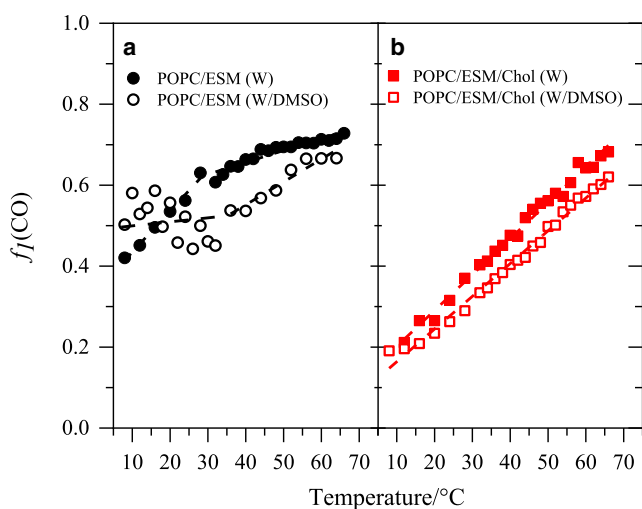 a
POPC/ESM (W)
POPC/ESM (W/DMSO)
b
POPC/ESM/Chol (W)
POPC/ESM/Chol (W/DMSO)
f1(CO)
1.0
0.8
0.6
0.4
0.2
0.0
10 20 30 40 50 60 70
10 20 30 40 50 60 70
Temperature/°C